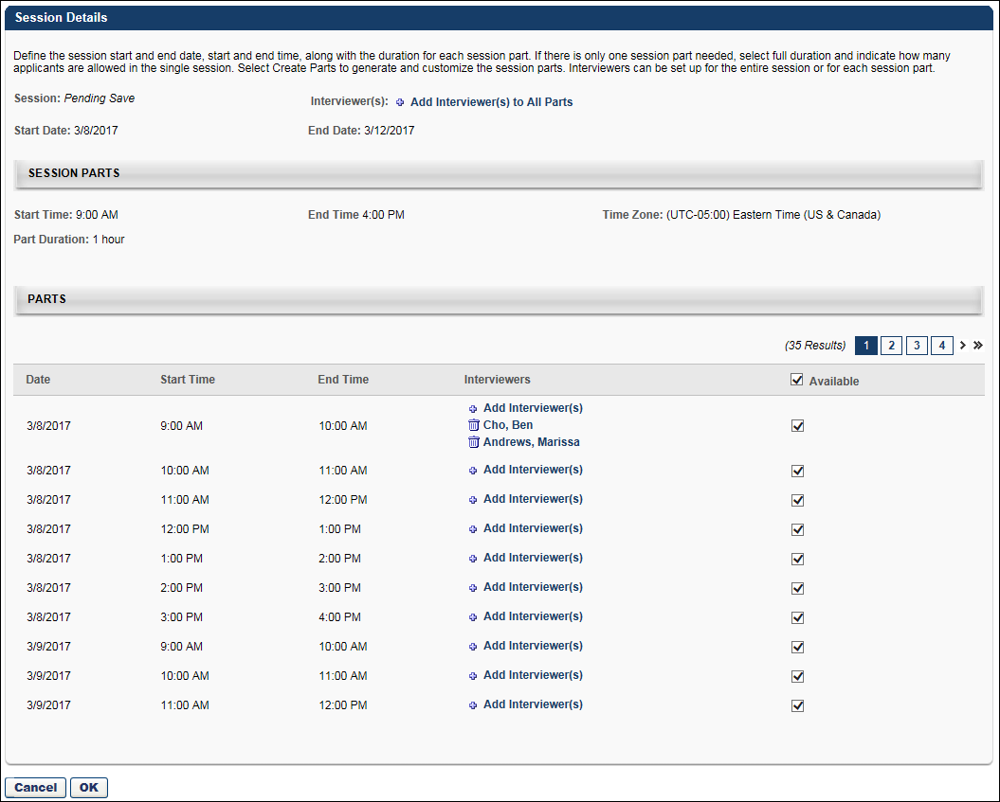 Session Details
Define the session start and end date, start and end time, along with the duration for each session part. If there is only one session part needed, select full duration and indicate how many
applicants are allowed in the single session. Select Create Parts to generate and customize the session parts. Interviewers can be set up for the entire session or for each session part.
Session: Pending Save Interviewer(s): Add Interviewer(s) to All Parts
Start Date: 3/8/2017 End Date: 3/12/2017
SESSION PARTS
Start Time: 9:00 AM End Time 4:00 PM Time Zone: (UTC-05:00) Eastern Time (US & Canada)
Part Duration: 1 hour
PARTS
(35 Results) 1 2 3 4 > »
Date Start Time End Time Interviewers Available
Add Interviewer(s)
3/8/2017 9:00 AM 10:00 AM Cho, Ben
Andrews, Marissa
3/8/2017 10:00 AM 11:00 AM Add Interviewer(s)
3/8/2017 11:00 AM 12:00 PM Add Interviewer(s)
3/8/2017 12:00 PM 1:00 PM Add Interviewer(s)
3/8/2017 1:00 PM 2:00 PM Add Interviewer(s)
3/8/2017 2:00 PM 3:00 PM Add Interviewer(s)
3/8/2017 3:00 PM 4:00 PM Add Interviewer(s)
3/9/2017 9:00 AM 10:00 AM Add Interviewer(s)
3/9/2017 10:00 AM 11:00 AM Add Interviewer(s)
3/9/2017 11:00 AM 12:00 PM Add Interviewer(s)
Cancel OK